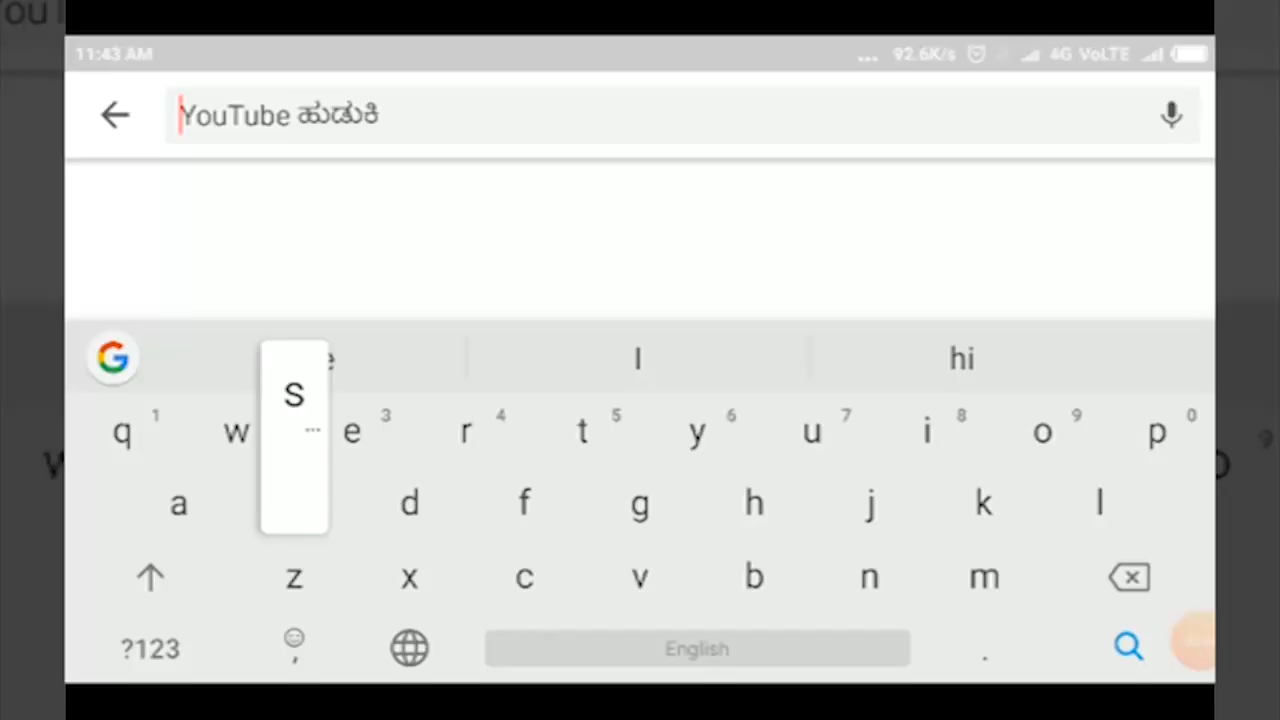 11:43 AM ... 92.6K/s 4G VoLTE
YouTube ಹುಡುಕಿ
I hi
q 1 w e 3 r 4 t 5 y 6 u 7 i 8 o 9 p 0
a s d f g h j k l
z x c v b n m
?123 , English .